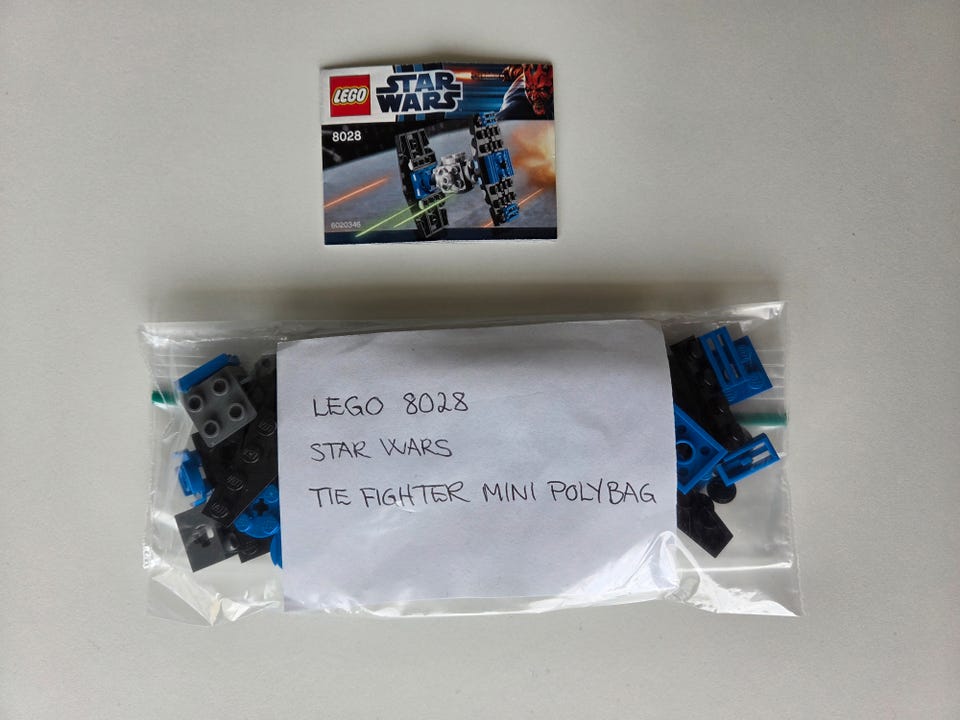 LEGO
STAR
WARS
8028
6020346
LEGO 8028
STAR WARS
TIE FIGHTER MINI POLYBAG